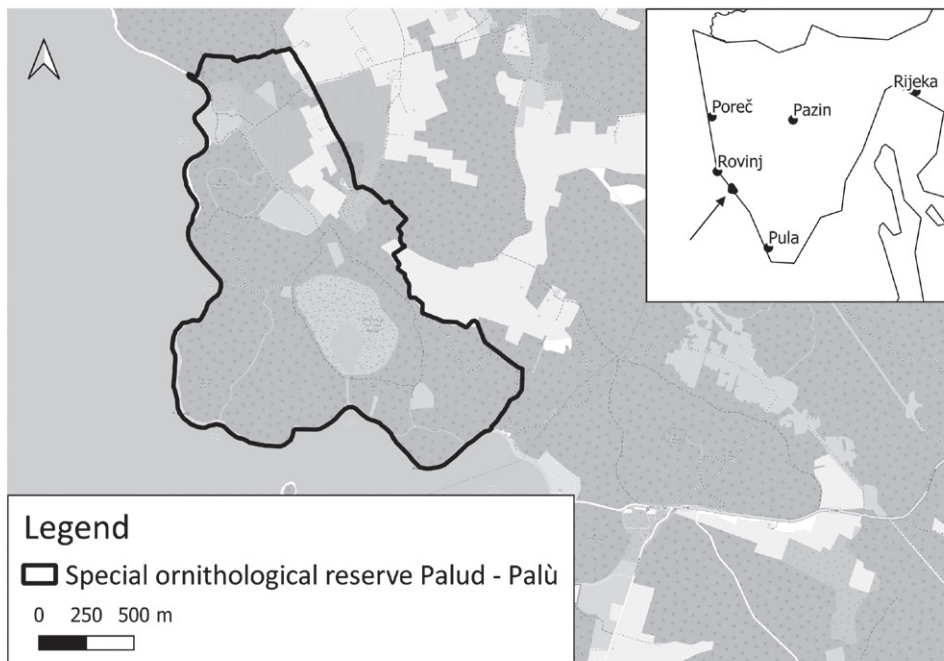 Rijeka
Poreč
Pazin
Rovinj
Pula
Legend
Special ornithological reserve Palud - Palù
0 250 500 m